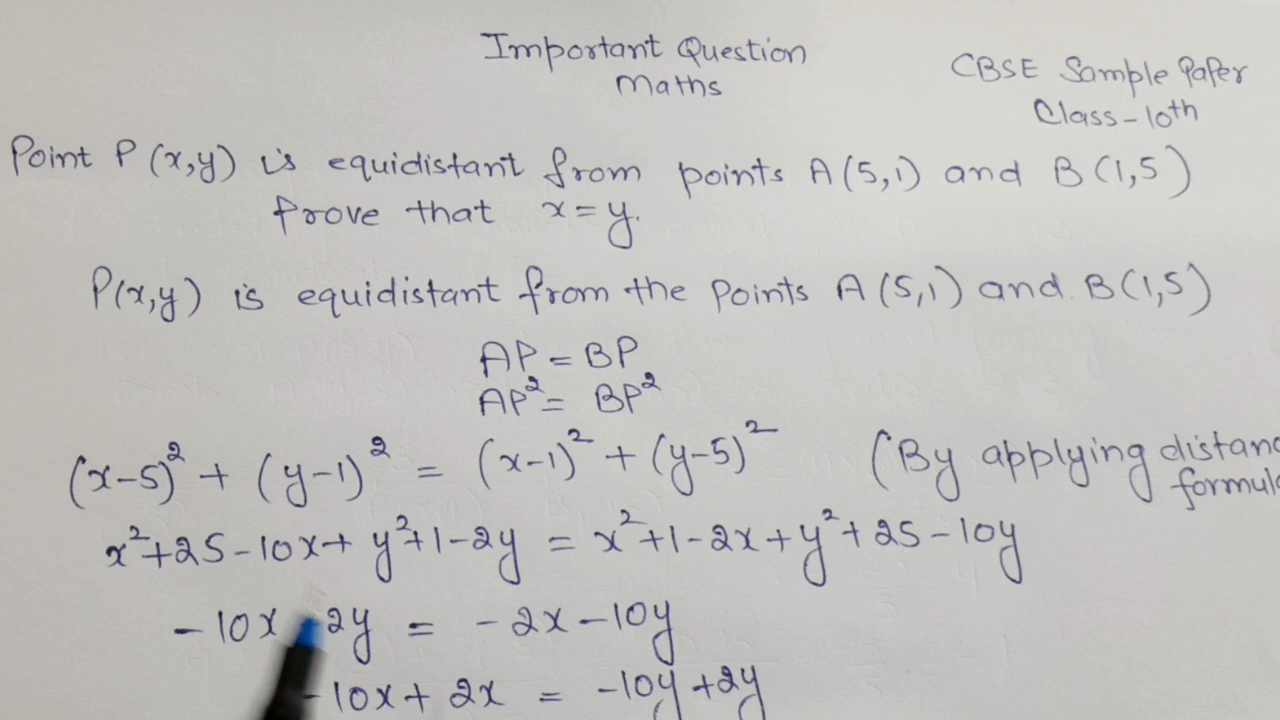 Important Question
Maths
CBSE Sample Paper
Class-10th
Point P (x,y) is equidistant from points A(5,1) and B(1,5)
Prove that x=y.
P(x,y) is equidistant from the points A(5,1) and B(1,5)
AP = BP
AP² = BP²
(x-5)² + (y-1)² = (x-1)² + (y-5)² (By applying distanc
formul
x²+25-10x+y²+1-2y = x²+1-2x+y²+25-10y
-10x 2y = -2x-10y
-10x+2x = -10y+2y